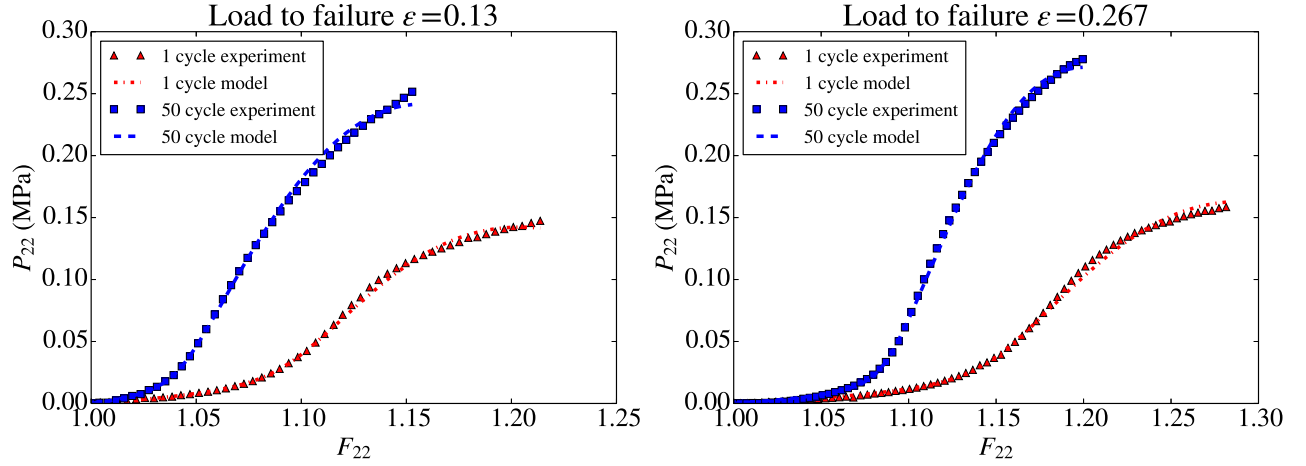 Load to failure ε=0.13
0.30
0.25
0.20
0.15
0.10
0.05
0.00
P22 (MPa)
1 cycle experiment
1 cycle model
50 cycle experiment
50 cycle model
1.00 1.05 1.10 1.15 1.20 1.25
F22
Load to failure ε=0.267
0.30
0.25
0.20
0.15
0.10
0.05
0.00
P22 (MPa)
1 cycle experiment
1 cycle model
50 cycle experiment
50 cycle model
1.00 1.05 1.10 1.15 1.20 1.25 1.30
F22